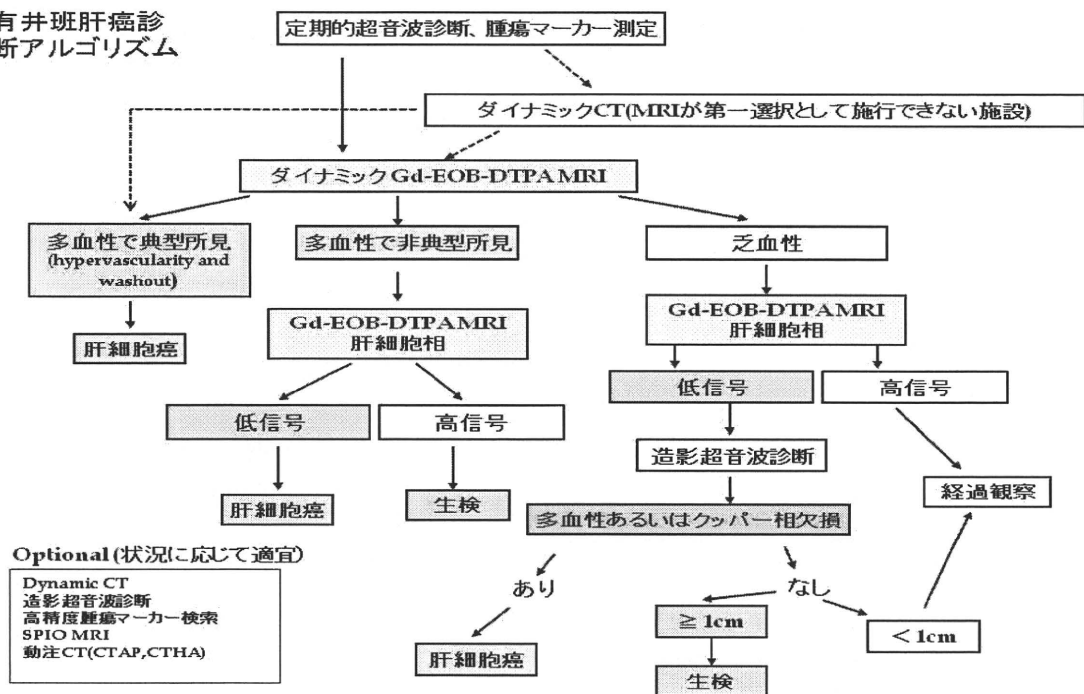 有井班肝癌診
断アルゴリズム
定期的超音波診断、腫瘍マーカー測定
ダイナミックCT(MRIが第一選択として施行できない施設)
ダイナミックGd-EOB-DTPA MRI
多血性で典型所見
(hypervascularity and
washout)
多血性で非典型所見
乏血性
肝細胞癌
Gd-EOB-DTPAMRI
肝細胞相
Gd-EOB-DTPAMRI
肝細胞相
低信号
高信号
低信号
高信号
造影超音波診断
肝細胞癌
生検
経過観察
多血性あるいはクッパー相欠損
あり
なし
肝細胞癌
≧1cm
<1cm
生検
Optional(状況に応じて適宜)
Dynamic CT
造影超音波診断
高精度腫瘍マーカー検索
SPIO MRI
動注CT(CTAP,CTHA)